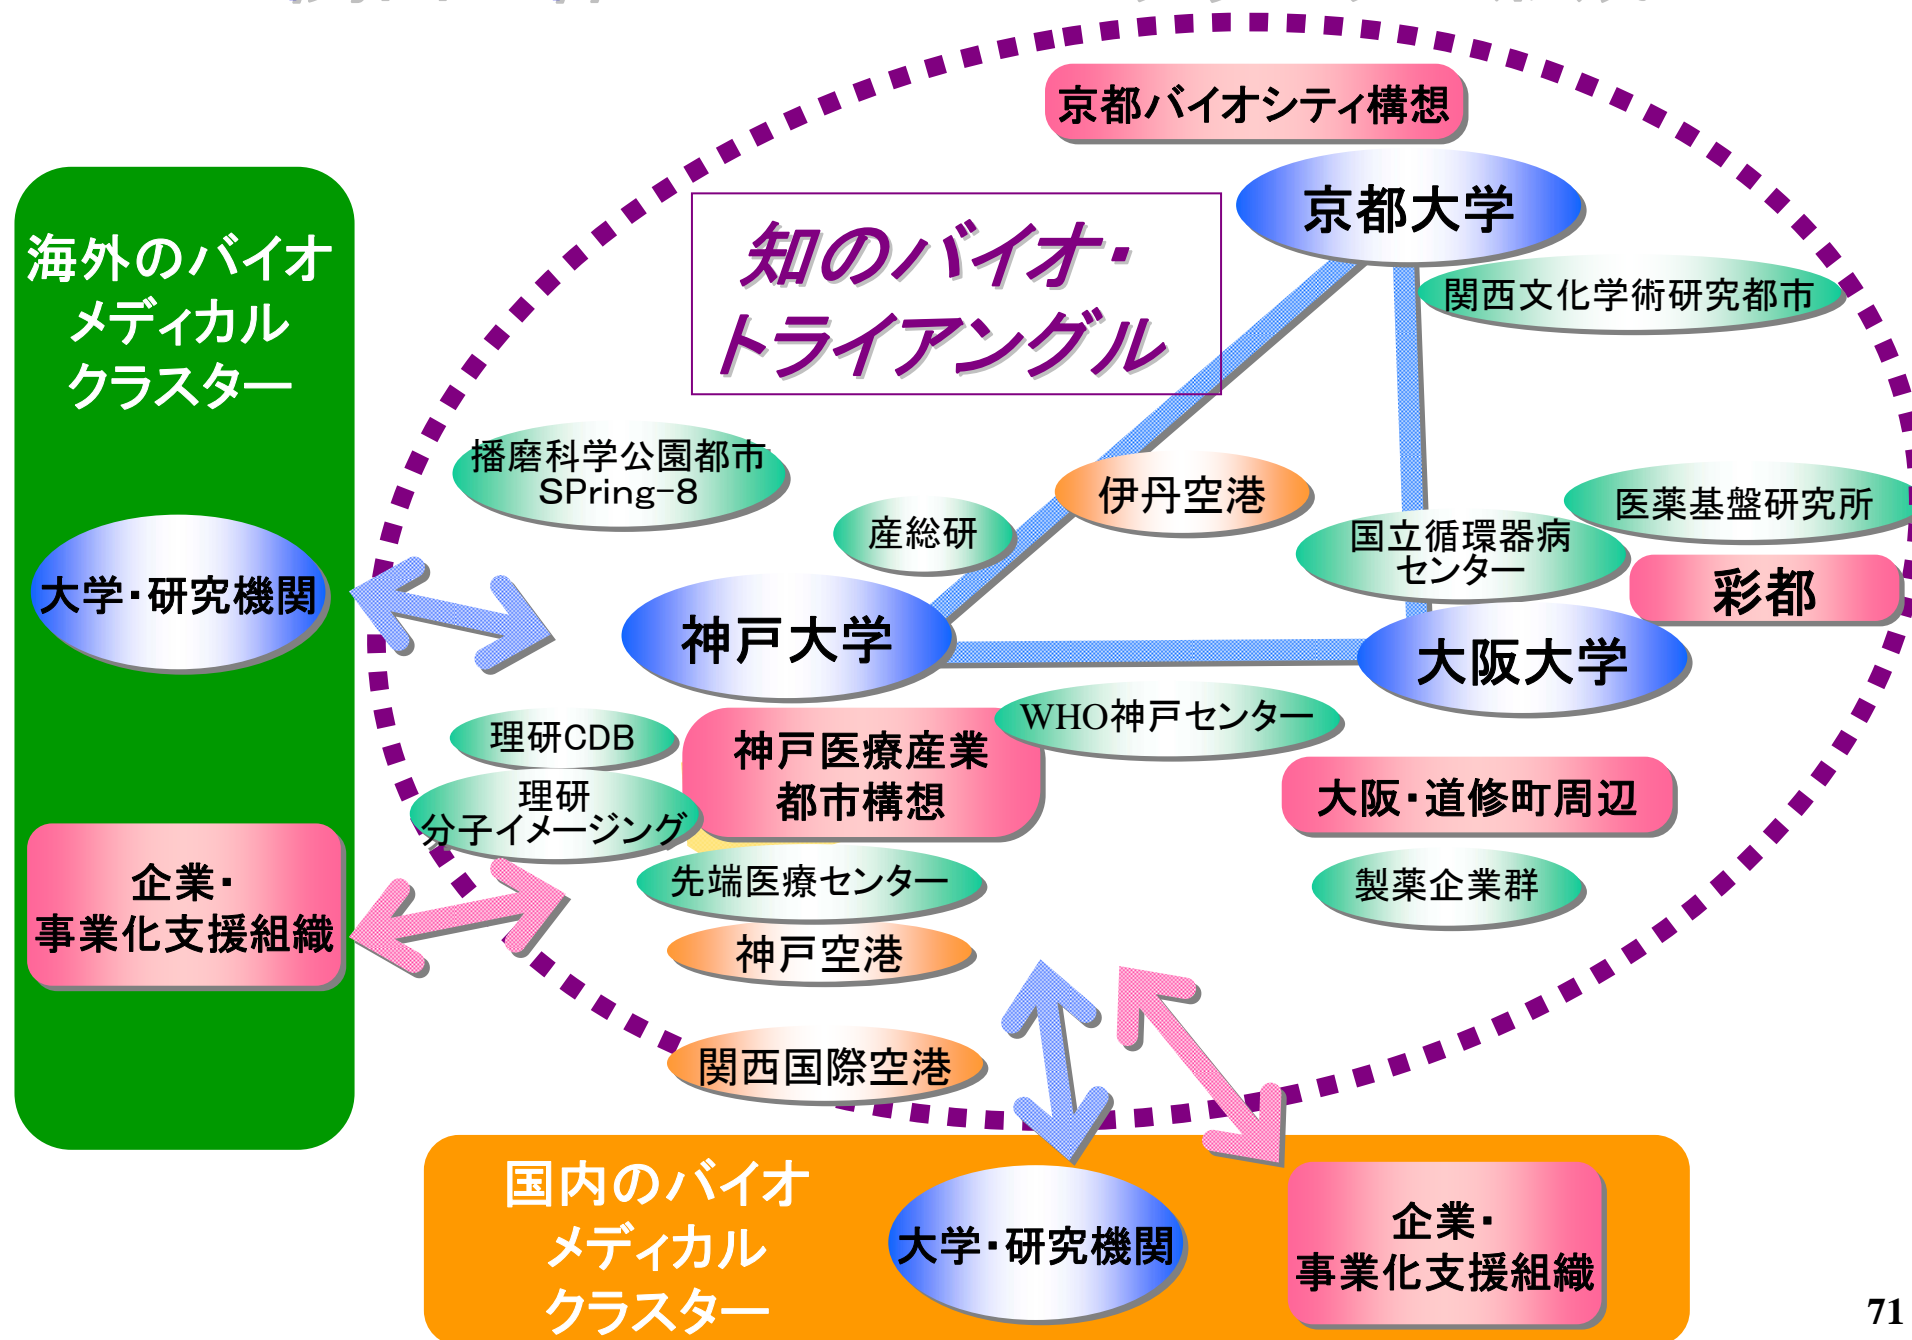 京都バイオシティ構想
京都大学
知のバイオ・
トライアングル
関西文化学術研究都市
海外のバイオ
メディカル
クラスター
播磨科学公園都市
SPring-8
伊丹空港
産総研
医薬基盤研究所
国立循環器病
センター
彩都
大学・研究機関
神戸大学
大阪大学
WHO神戸センター
理研CDB
神戸医療産業
都市構想
理研
分子イメージング
大阪・道修町周辺
先端医療センター
製薬企業群
企業・
事業化支援組織
神戸空港
関西国際空港
国内のバイオ
メディカル
クラスター
大学・研究機関
企業・
事業化支援組織
71